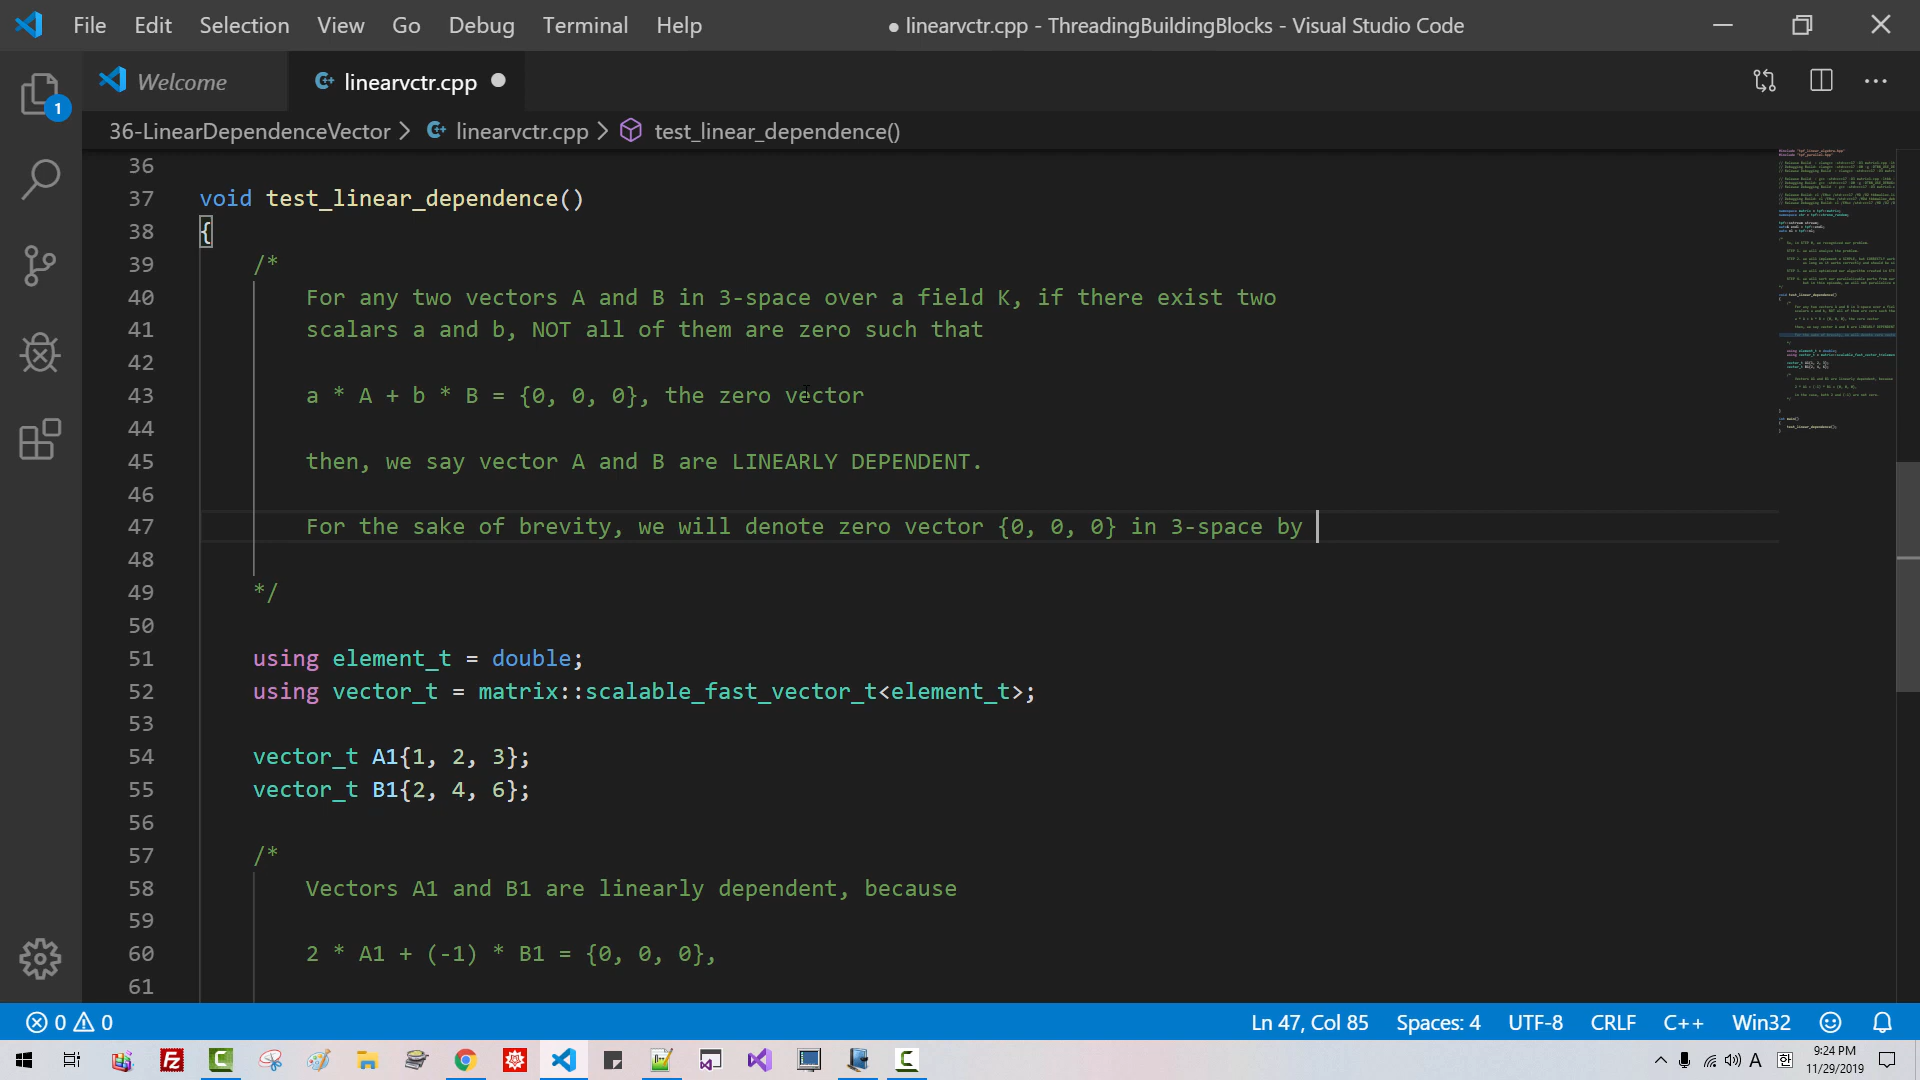 File Edit Selection View Go Debug Terminal Help
● linearvctr.cpp - ThreadingBuildingBlocks - Visual Studio Code
Welcome
linearvctr.cpp
36-LinearDependenceVector > linearvctr.cpp > test_linear_dependence()
1
36
37 void test_linear_dependence()
38 {
39 /*
40 For any two vectors A and B in 3-space over a field K, if there exist two
41 scalars a and b, NOT all of them are zero such that
42
43 a * A + b * B = {0, 0, 0}, the zero vector
44
45 then, we say vector A and B are LINEARLY DEPENDENT.
46
47 For the sake of brevity, we will denote zero vector {0, 0, 0} in 3-space by
48
49 */
50
51 using element_t = double;
52 using vector_t = matrix::scalable_fast_vector_t<element_t>;
53
54 vector_t A1{1, 2, 3};
55 vector_t B1{2, 4, 6};
56
57 /*
58 Vectors A1 and B1 are linearly dependent, because
59
60 2 * A1 + (-1) * B1 = {0, 0, 0},
61
0 0
Ln 47, Col 85 Spaces: 4 UTF-8 CRLF C++ Win32
A 한 9:24 PM
11/29/2019